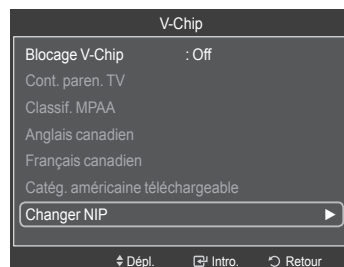 V-Chip
Blocage V-Chip : Off
Cont. paren. TV
Classif. MPAA
Anglais canadien
Français canadien
Catég. américaine téléchargeable
Changer NIP
Dépl. Intro. Retour